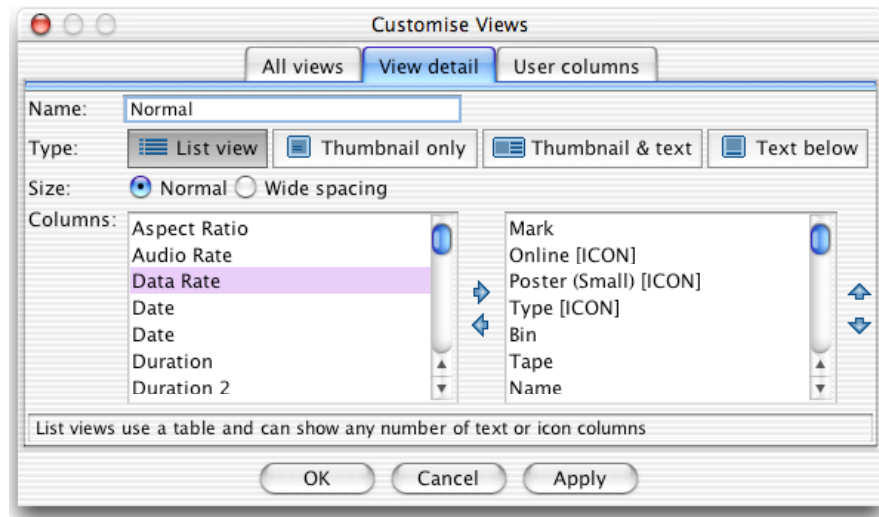 Customise Views
All views View detail User columns
Name: Normal
Type: List view Thumbnail only Thumbnail & text Text below
Size: Normal Wide spacing
Columns:
Aspect Ratio
Audio Rate
Data Rate
Date
Date
Duration
Duration 2
Mark
Online [ICON]
Poster (Small) [ICON]
Type [ICON]
Bin
Tape
Name
List views use a table and can show any number of text or icon columns
OK Cancel Apply